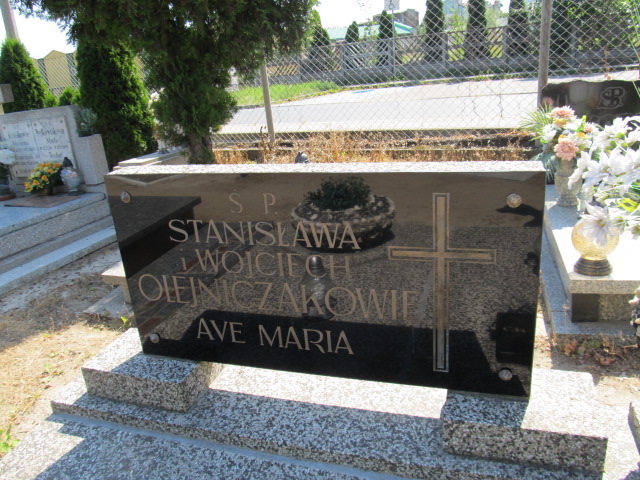 S. P.
STANISŁAWA
i WOJCIECH
OLEJNICZAKOWIE
AVE MARIA